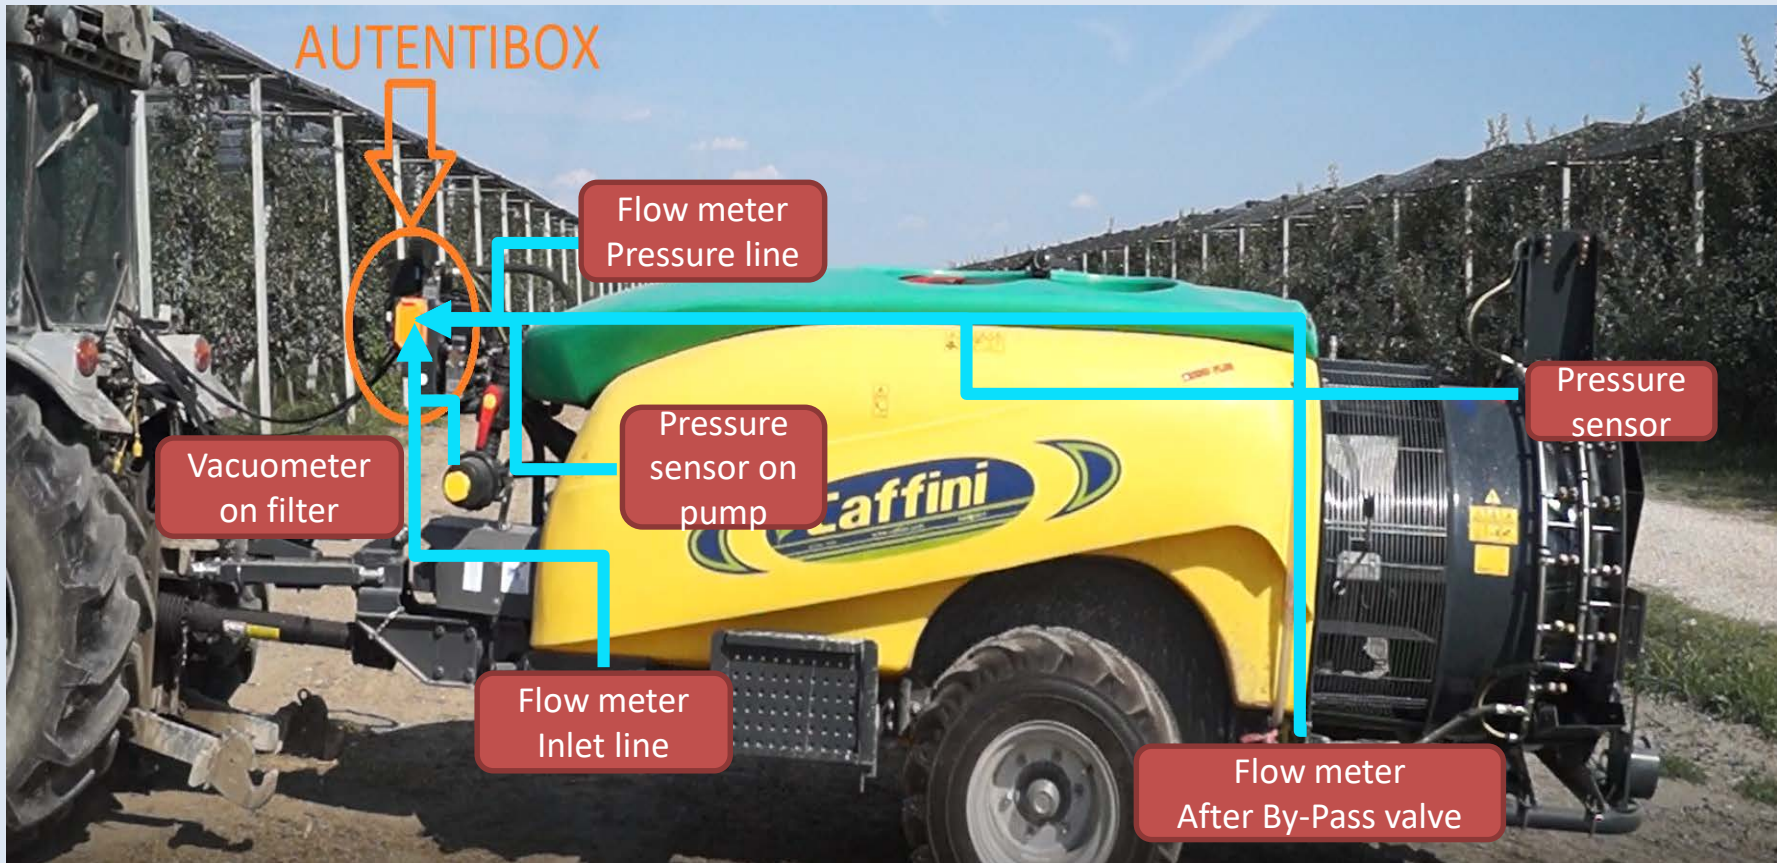 AUTENTIBOX
Flow meter
Pressure line
Pressure
sensor
Pressure
sensor on
pump
Vacuometer
on filter
Zaffini
Flow meter
Inlet line
Flow meter
After By-Pass valve